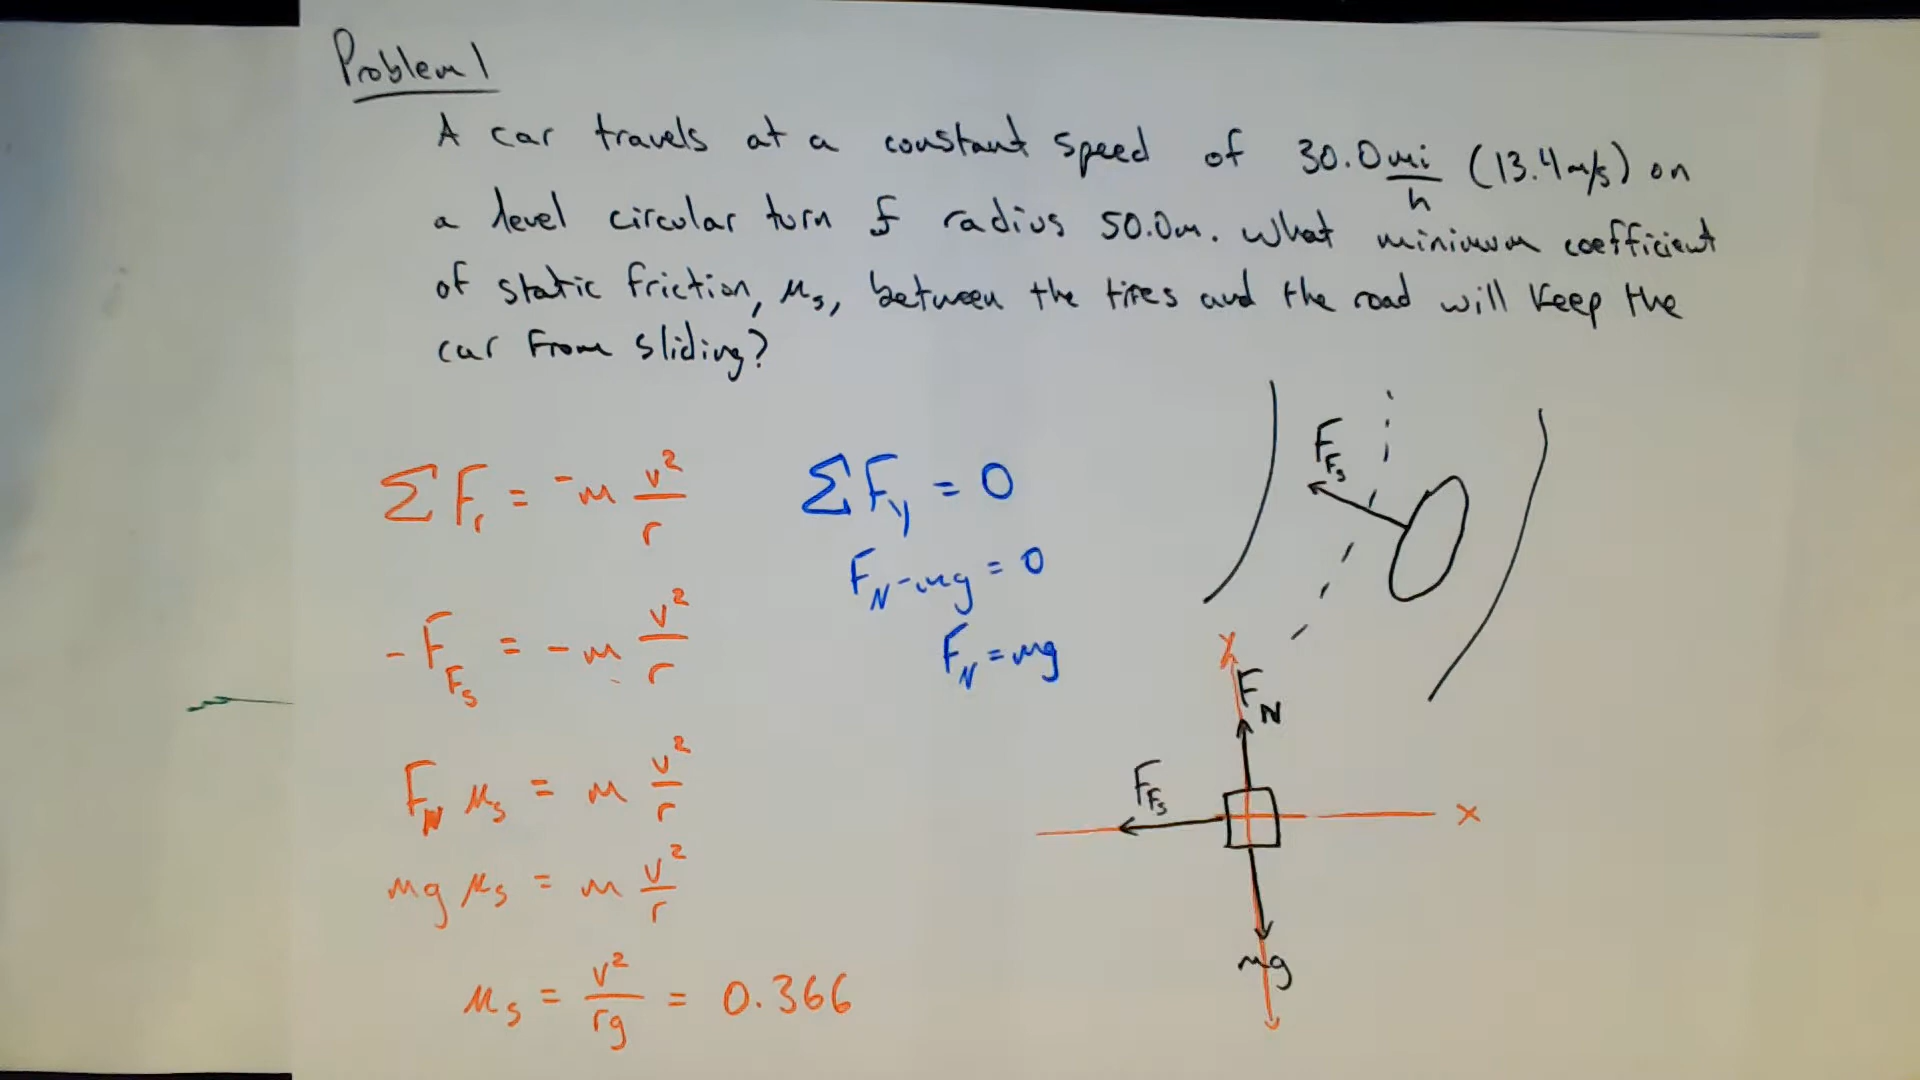 Problem 1
A car travels at a constant speed of 30.0 mi/h (13.4 m/s) on
a level circular turn of radius 50.0m. What minimum coefficient
of static friction, μs, between the tires and the road will keep the
car from sliding?
ΣFr = -m v²/r
-FFs = -m v²/r
FN μs = m v²/r
mg μs = m v²/r
μs = v²/rg = 0.366
ΣFy = 0
FN - mg = 0
FN = mg
FFs
y
FN
FFs
x
mg